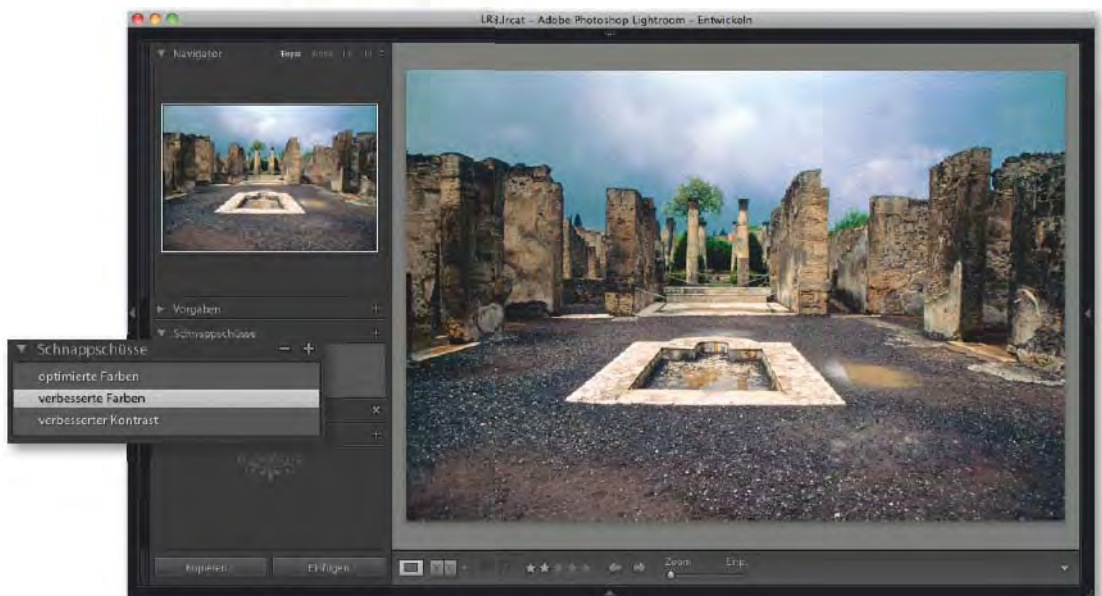 LR3.lrcat – Adobe Photoshop Lightroom – Entwickeln
Navigator
Vorgaben
Schnappschüsse
Schnappschüsse
optimierte Farben
verbesserte Farben
verbesserter Kontrast
Kopieren...
Einfügen
Zoom
Einp.